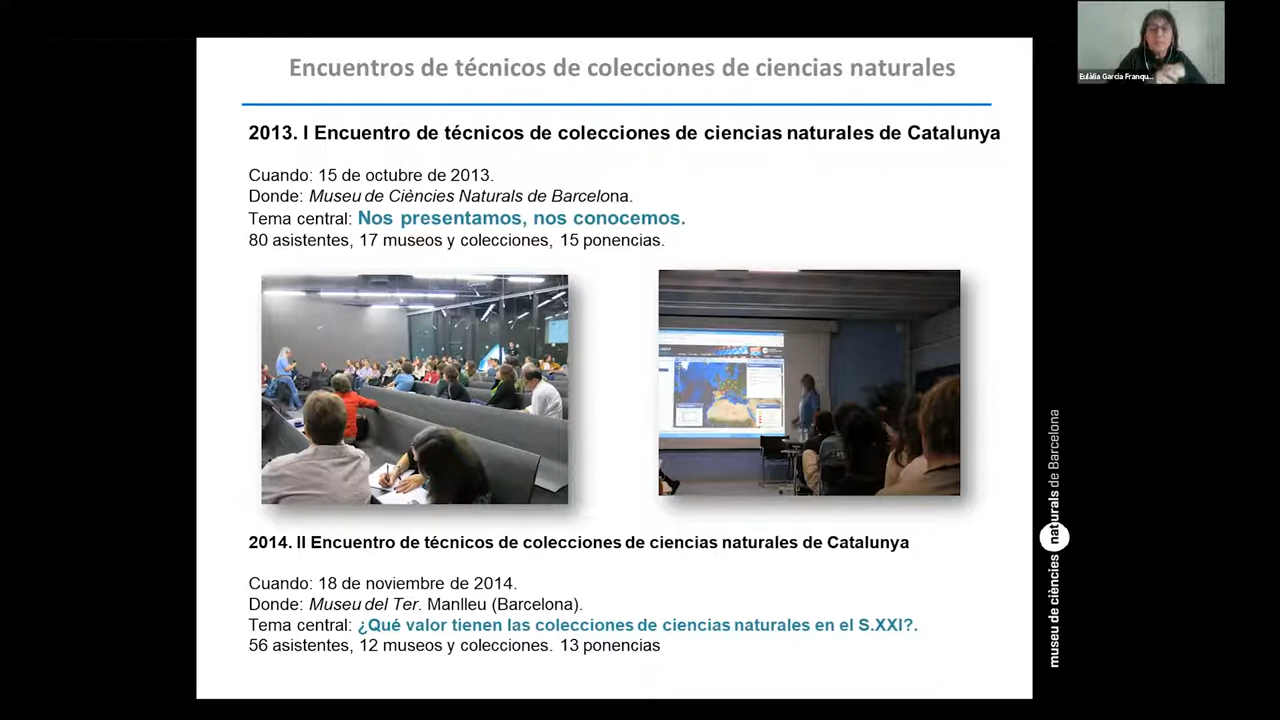 Encuentros de técnicos de colecciones de ciencias naturales
Eulàlia Garcia Franqu...
2013. I Encuentro de técnicos de colecciones de ciencias naturales de Catalunya
Cuando: 15 de octubre de 2013.
Donde: Museu de Ciències Naturals de Barcelona.
Tema central: Nos presentamos, nos conocemos.
80 asistentes, 17 museos y colecciones, 15 ponencias.
2014. II Encuentro de técnicos de colecciones de ciencias naturales de Catalunya
Cuando: 18 de noviembre de 2014.
Donde: Museu del Ter. Manlleu (Barcelona).
Tema central: ¿Qué valor tienen las colecciones de ciencias naturales en el S.XXI?.
56 asistentes, 12 museos y colecciones. 13 ponencias
museu de ciències naturals de Barcelona